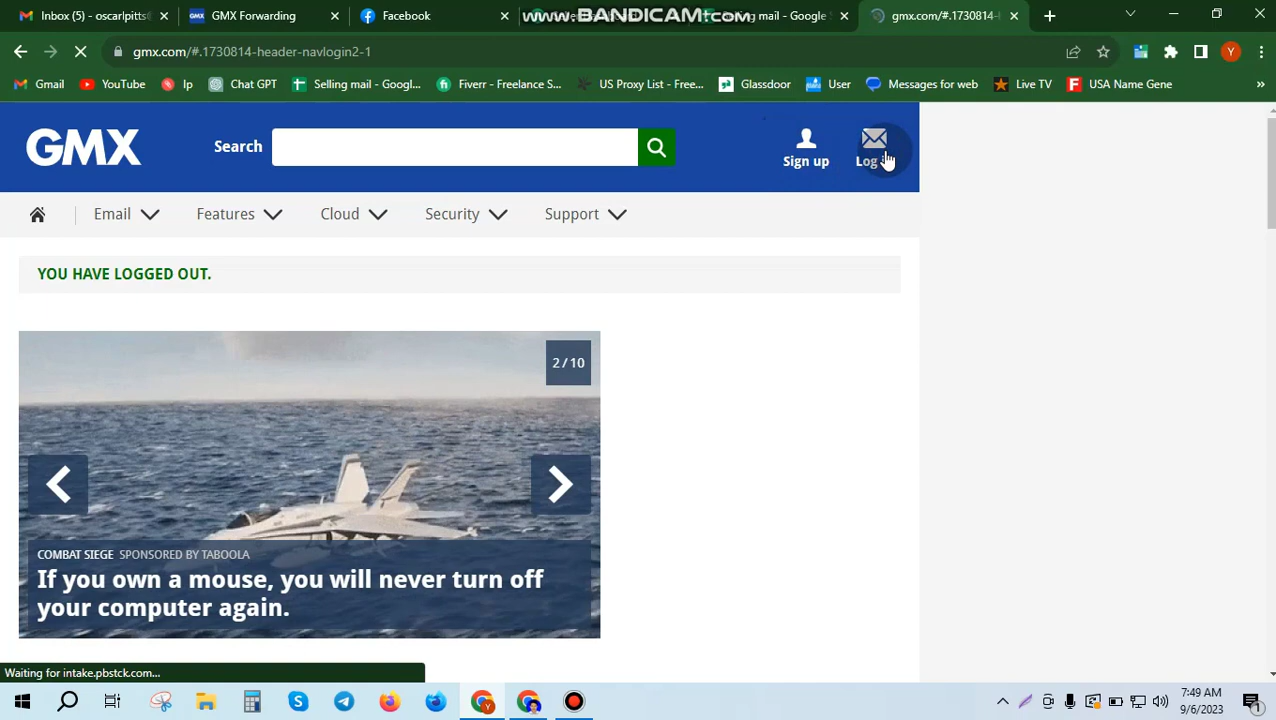 Inbox (1) - oscarpitts
GMX Forwarding
Facebook
www.BANDICAM.com
mail - Google S
gmx.com/#.1730814-
gmx.com/#.1730814-header-navlogin2-1
Gmail
YouTube
Ip
Chat GPT
Selling mail - Googl...
Fiverr - Freelance S...
US Proxy List - Free...
Glassdoor
User
Messages for web
Live TV
USA Name Gene
GMX
Search
Sign up
Log
Email
Features
Cloud
Security
Support
YOU HAVE LOGGED OUT.
2/10
COMBAT SIEGE SPONSORED BY TABOOLA
If you own a mouse, you will never turn off
your computer again.
Waiting for intake.pbstck.com...
7:49 AM
9/6/2023